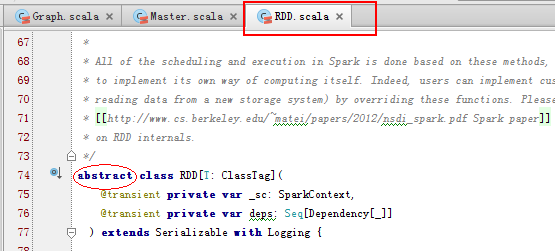 Graph.scala × Master.scala × RDD.scala ×
67 *
68 * All of the scheduling and execution in Spark is done based on these methods,
69 * to implement its own way of computing itself. Indeed, users can implement cus
70 * reading data from a new storage system) by overriding these functions. Please
71 * [[http://www.cs.berkeley.edu/~matei/papers/2012/nsdi_spark.pdf Spark paper]]
72 * on RDD internals.
73 */
74 abstract class RDD[T: ClassTag](
75 @transient private var _sc: SparkContext,
76 @transient private var deps: Seq[Dependency[_]]
77 ) extends Serializable with Logging {